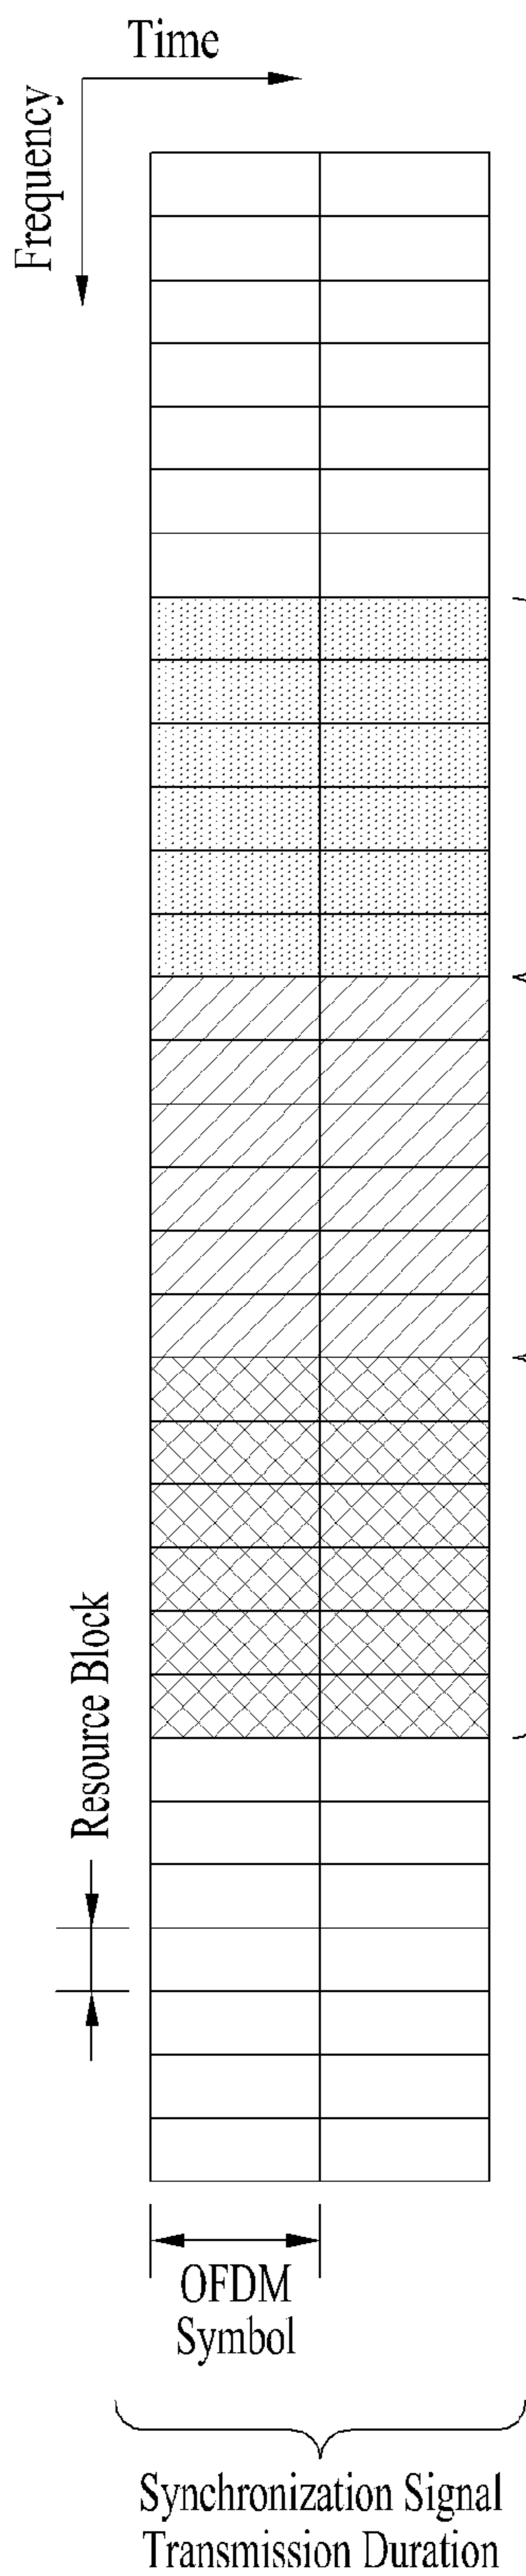 Time
Frequency
Resource Block
OFDM
Symbol
Synchronization Signal
Transmission Duration